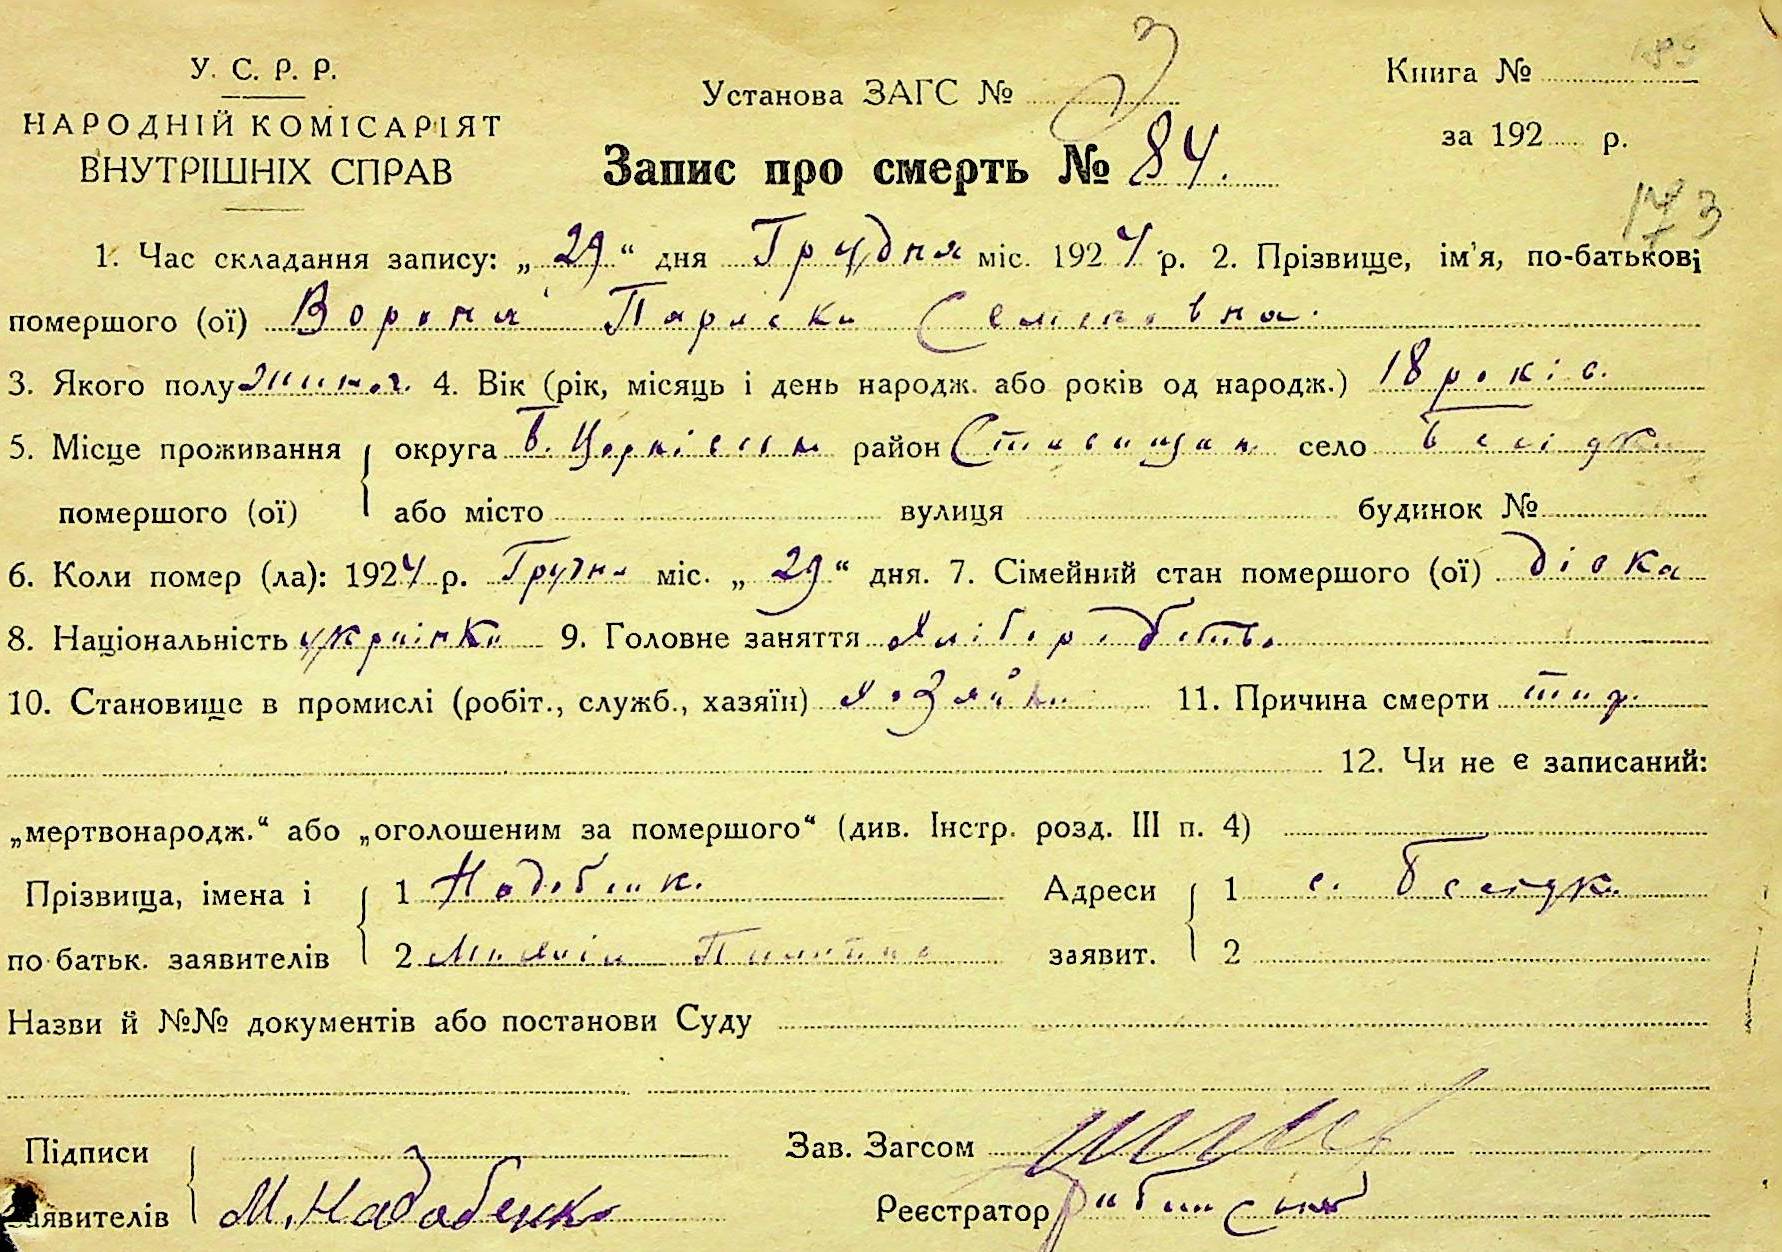 У. С. Р. Р.
НАРОДНІЙ КОМІСАРІЯТ
ВНУТРІШНІХ СПРАВ
Установа ЗАГС №
Книга №
за 192 р.
Запис про смерть № 84.
173
1. Час складання запису: „ 29 “ дня Грудня міс. 1924 р. 2. Прізвище, ім'я, по-батькові
помершого (ої) Ворона Параска Семеновна.
3. Якого полу жиноч. 4. Вік (рік, місяць і день народж. або років од народж.) 18 років.
5. Місце проживання округа Б. Церківськ район Ставищан село Бесідка
помершого (ої) або місто вулиця будинок №
6. Коли помер (ла): 1924 р. Грудня міс. „ 29 “ дня. 7. Сімейний стан помершого (ої) дівка
8. Національність украінка 9. Головне заняття хліборобство
10. Становище в промислі (робіт., служб., хазяїн) хозяйка 11. Причина смерти тиф.
12. Чи не є записаний:
„мертвонародж.“ або „оголошеним за помершого“ (див. Інстр. розд. III п. 4)
Прізвища, імена і 1 Надобенко Адреси 1 с. Бесідка
по батьк. заявителів 2 заявит. 2
Назви й №№ документів або постанови Суду
Підписи Зав. Загсом
заявителів М. Надобенко Реєстратор